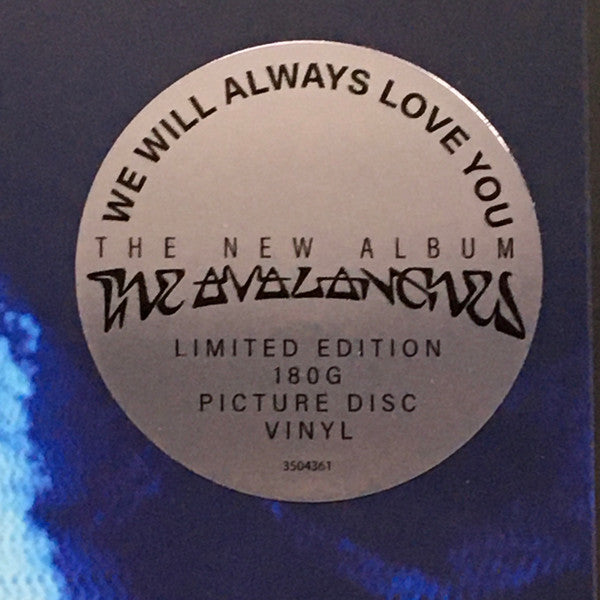 WE WILL ALWAYS LOVE YOU
THE NEW ALBUM
THE AVALANCHES
LIMITED EDITION
180G
PICTURE DISC
VINYL
3504361